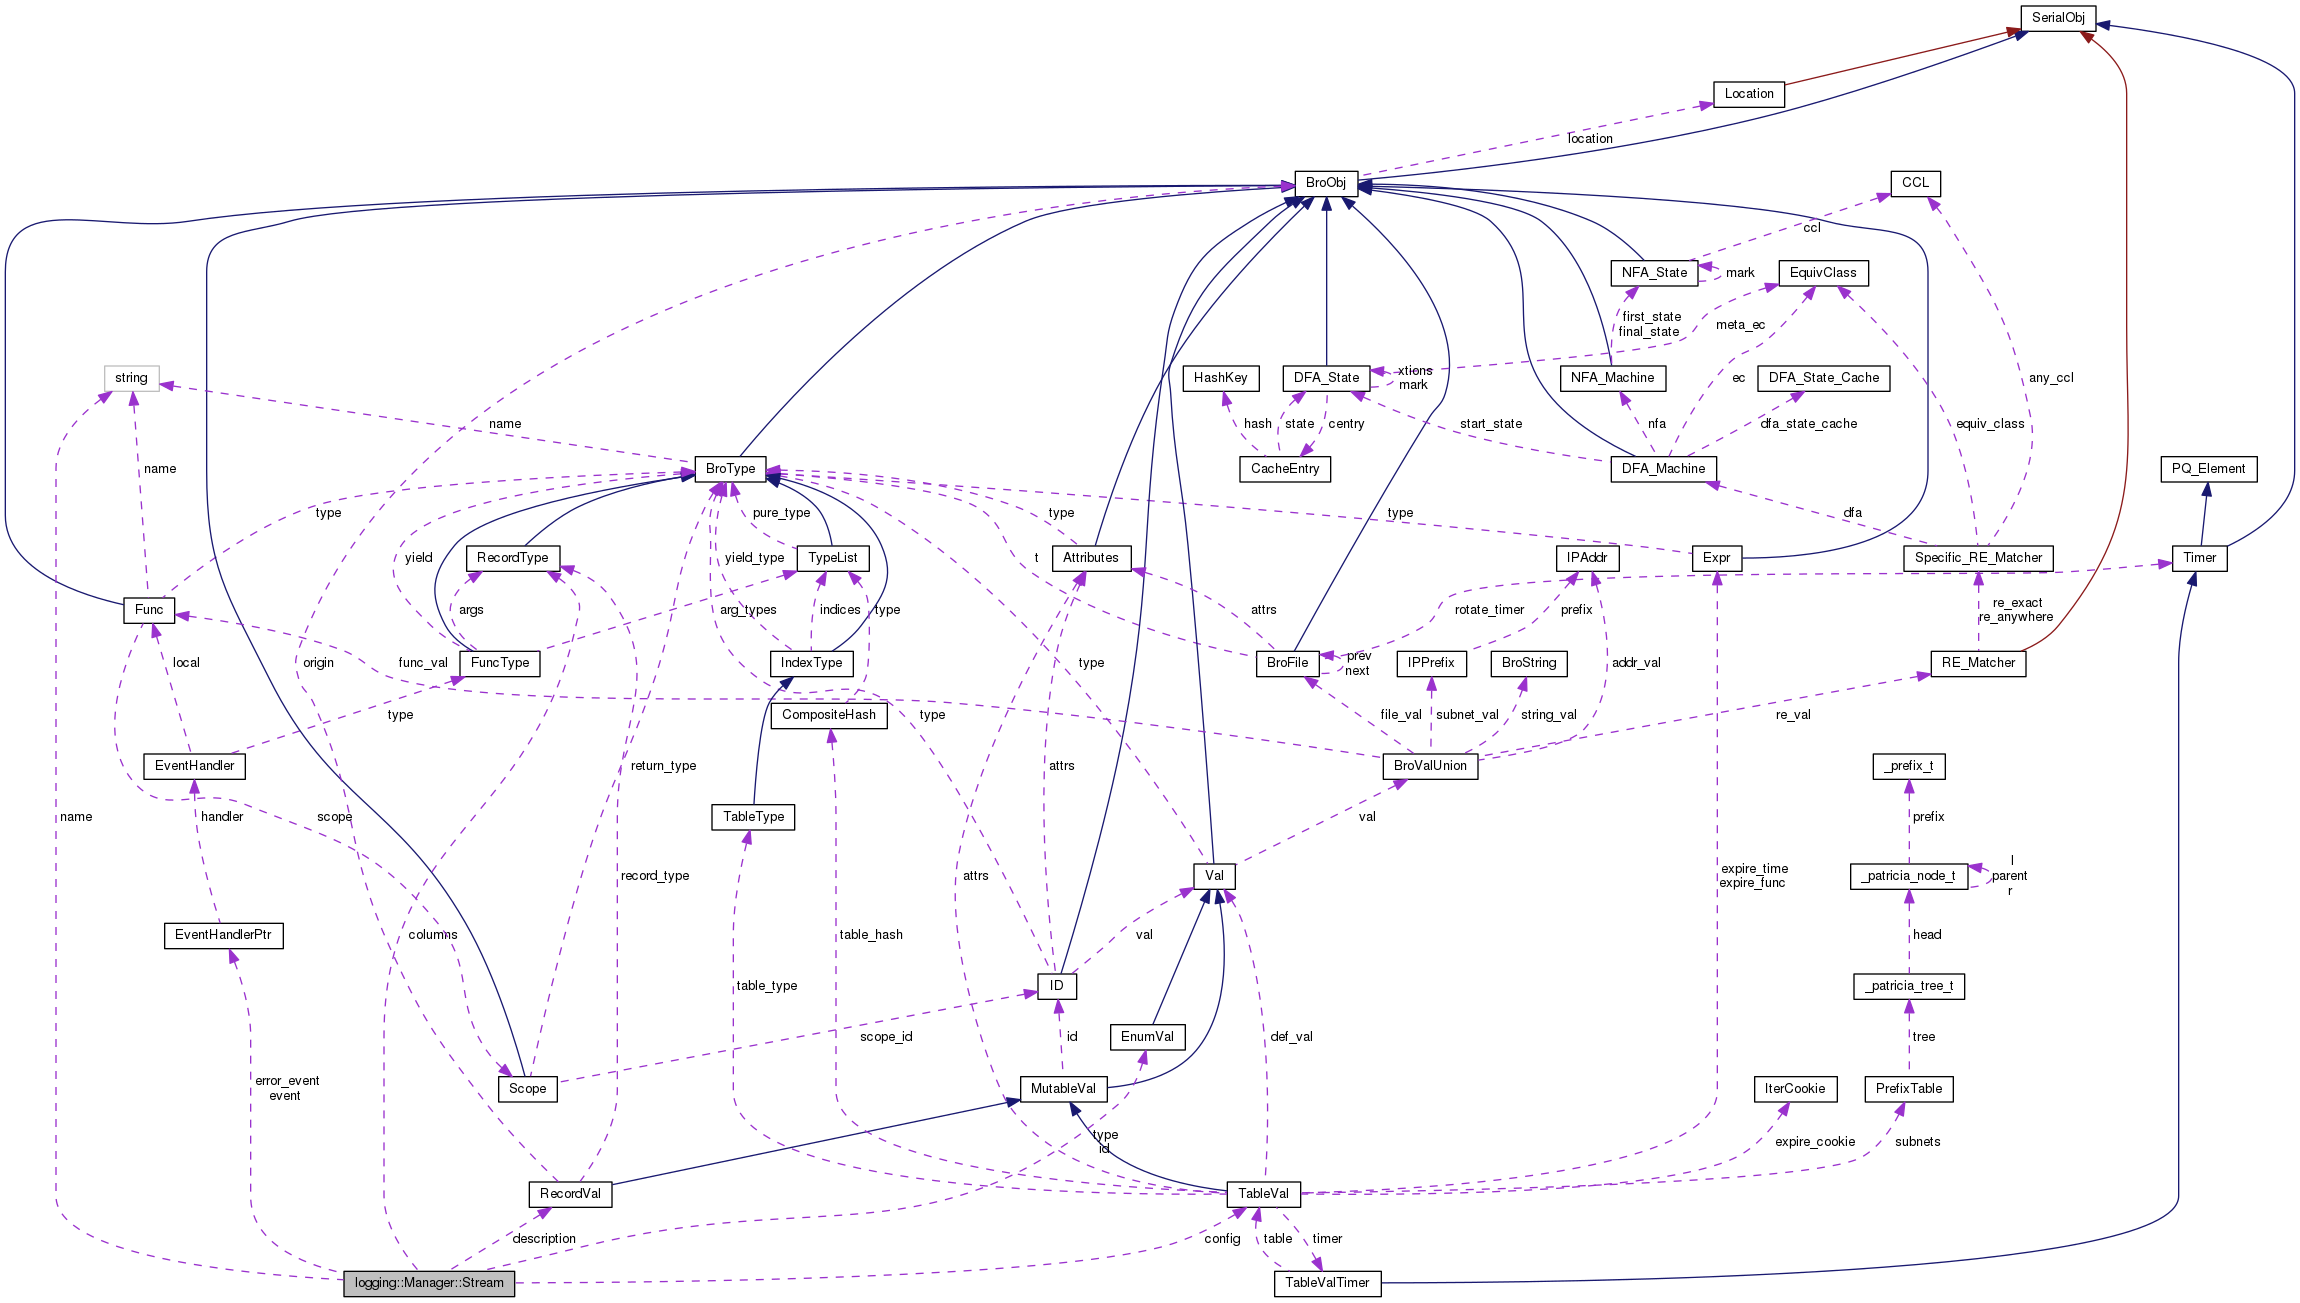 SerialObj
Location
location
BroObj
CCL
ccl
NFA_State
mark
EquivClass
first_state
final_state
meta_ec
string
HashKey
DFA_State
xtions
mark
NFA_Machine
ec
DFA_State_Cache
any_ccl
name
hash
state
centry
start_state
nfa
dfa_state_cache
equiv_class
name
BroType
CacheEntry
DFA_Machine
PQ_Element
type
pure_type
type
type
dfa
yield
RecordType
yield_type
TypeList
t
Attributes
IPAddr
Expr
Specific_RE_Matcher
Timer
Func
args
arg_types
indices
type
attrs
rotate_timer
prefix
re_exact
re_anywhere
origin
local
func_val
FuncType
IndexType
type
BroFile
prev
next
IPPrefix
BroString
addr_val
RE_Matcher
type
CompositeHash
type
file_val
subnet_val
string_val
re_val
EventHandler
return_type
attrs
BroValUnion
_prefix_t
name
handler
scope
TableType
val
prefix
record_type
attrs
Val
expire_time
expire_func
_patricia_node_t
l
parent
r
EventHandlerPtr
columns
table_hash
val
head
table_type
ID
_patricia_tree_t
scope_id
id
EnumVal
def_val
tree
error_event
event
Scope
MutableVal
IterCookie
PrefixTable
type
id
expire_cookie
subnets
RecordVal
TableVal
description
config
table
timer
logging::Manager::Stream
TableValTimer